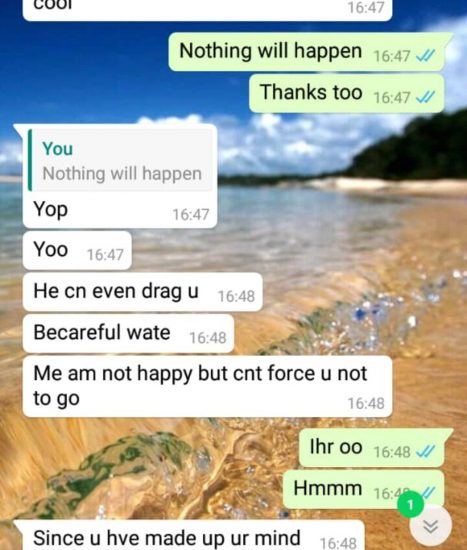 cool 16:47
Nothing will happen 16:47
Thanks too 16:47
You
Nothing will happen
Yop 16:47
Yoo 16:47
He cn even drag u 16:48
Becareful wate 16:48
Me am not happy but cnt force u not
to go
16:48
Ihr oo 16:48
Hmmm 16:48
1
Since u hve made up ur mind 16:48